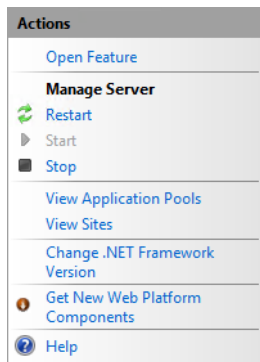 Actions
Open Feature
Manage Server
Restart
Start
Stop
View Application Pools
View Sites
Change .NET Framework
Version
Get New Web Platform
Components
Help